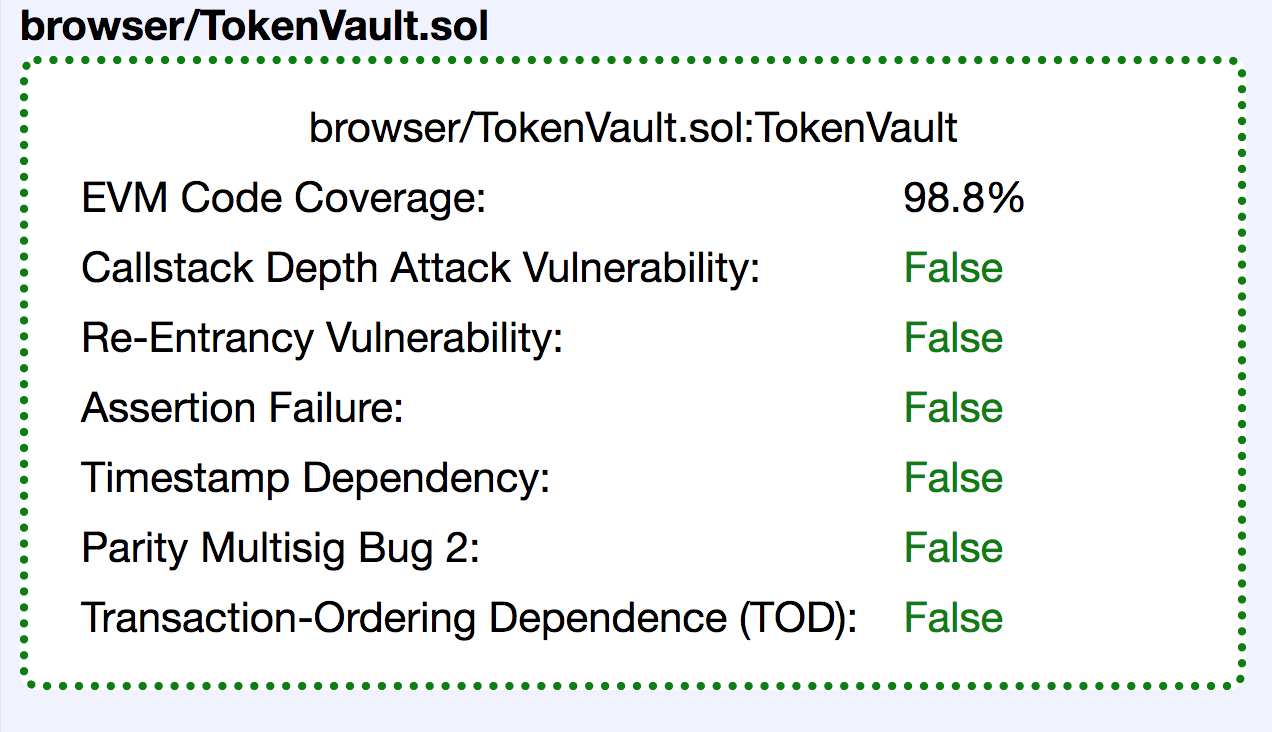 browser/TokenVault.sol
browser/TokenVault.sol:TokenVault
EVM Code Coverage: 98.8%
Callstack Depth Attack Vulnerability: False
Re-Entrancy Vulnerability: False
Assertion Failure: False
Timestamp Dependency: False
Parity Multisig Bug 2: False
Transaction-Ordering Dependence (TOD): False